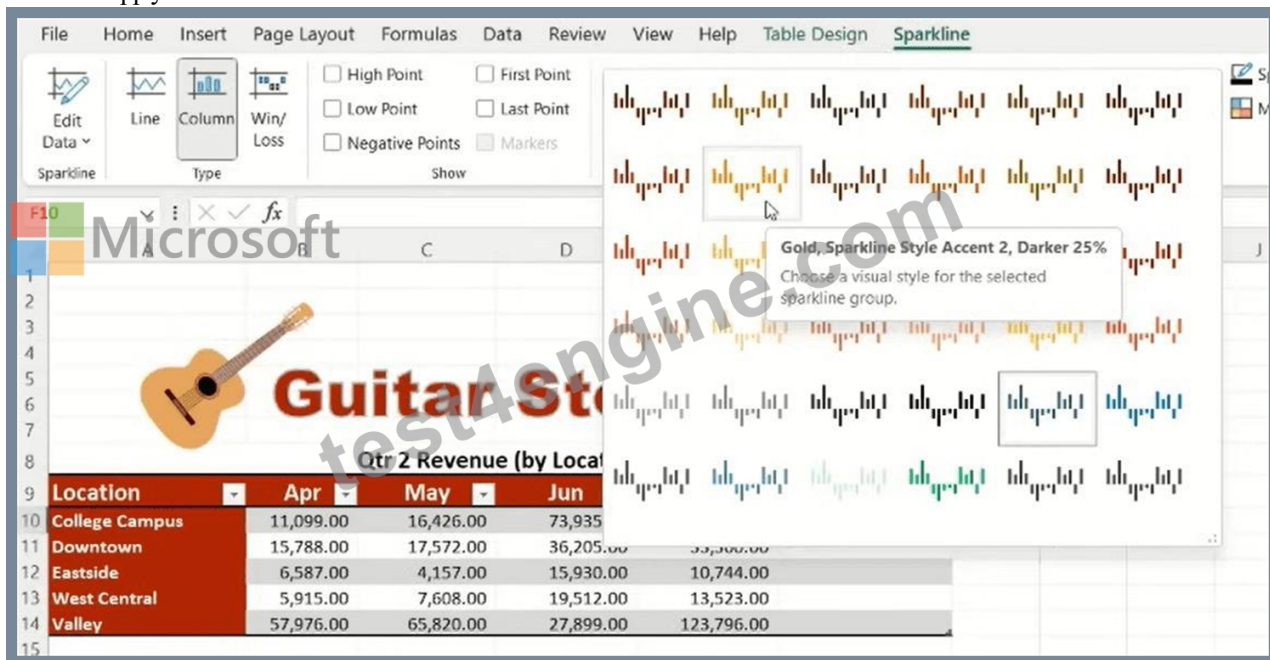 File Home Insert Page Layout Formulas Data Review View Help Table Design Sparkline
Edit Data
Line
Column
Win/ Loss
High Point First Point
Low Point Last Point
Negative Points Markers
Sparkline Type Show
F10
fx
Microsoft
A B C D J
Gold, Sparkline Style Accent 2, Darker 25%
Choose a visual style for the selected
sparkline group.
test4engine.com
1
2
3
4
5
6
7
Guitar
8 Qtr 2 Revenue (by
9 Location Apr May Jun
10 College Campus 11,099.00 16,426.00 73,935
11 Downtown 15,788.00 17,572.00 36,205.00
12 Eastside 6,587.00 4,157.00 15,930.00 10,744.00
13 West Central 5,915.00 7,608.00 19,512.00 13,523.00
14 Valley 57,976.00 65,820.00 27,899.00 123,796.00
15